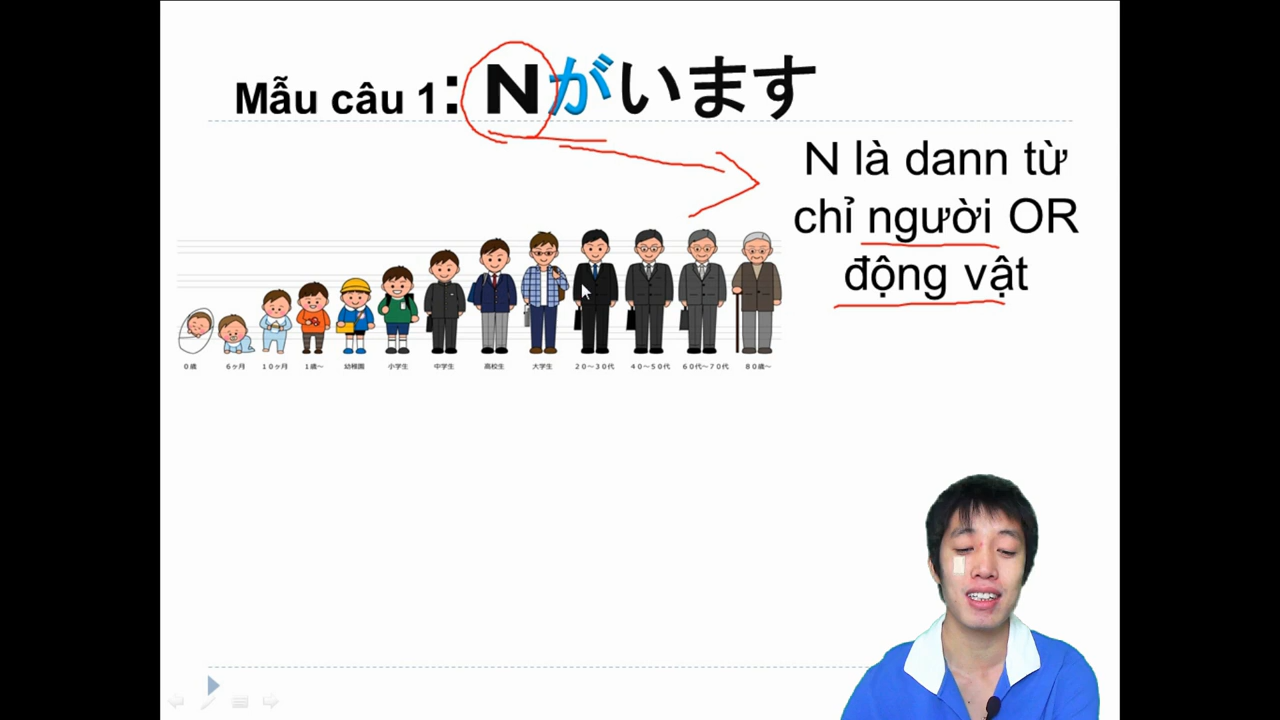 Mẫu câu 1: Nがいます
N là dann từ
chỉ người OR
động vật
0歳 6ヶ月 10ヶ月 1歳～ 幼稚園 小学生 中学生 高校生 大学生 20～30代 40～50代 60代～70代 80歳～